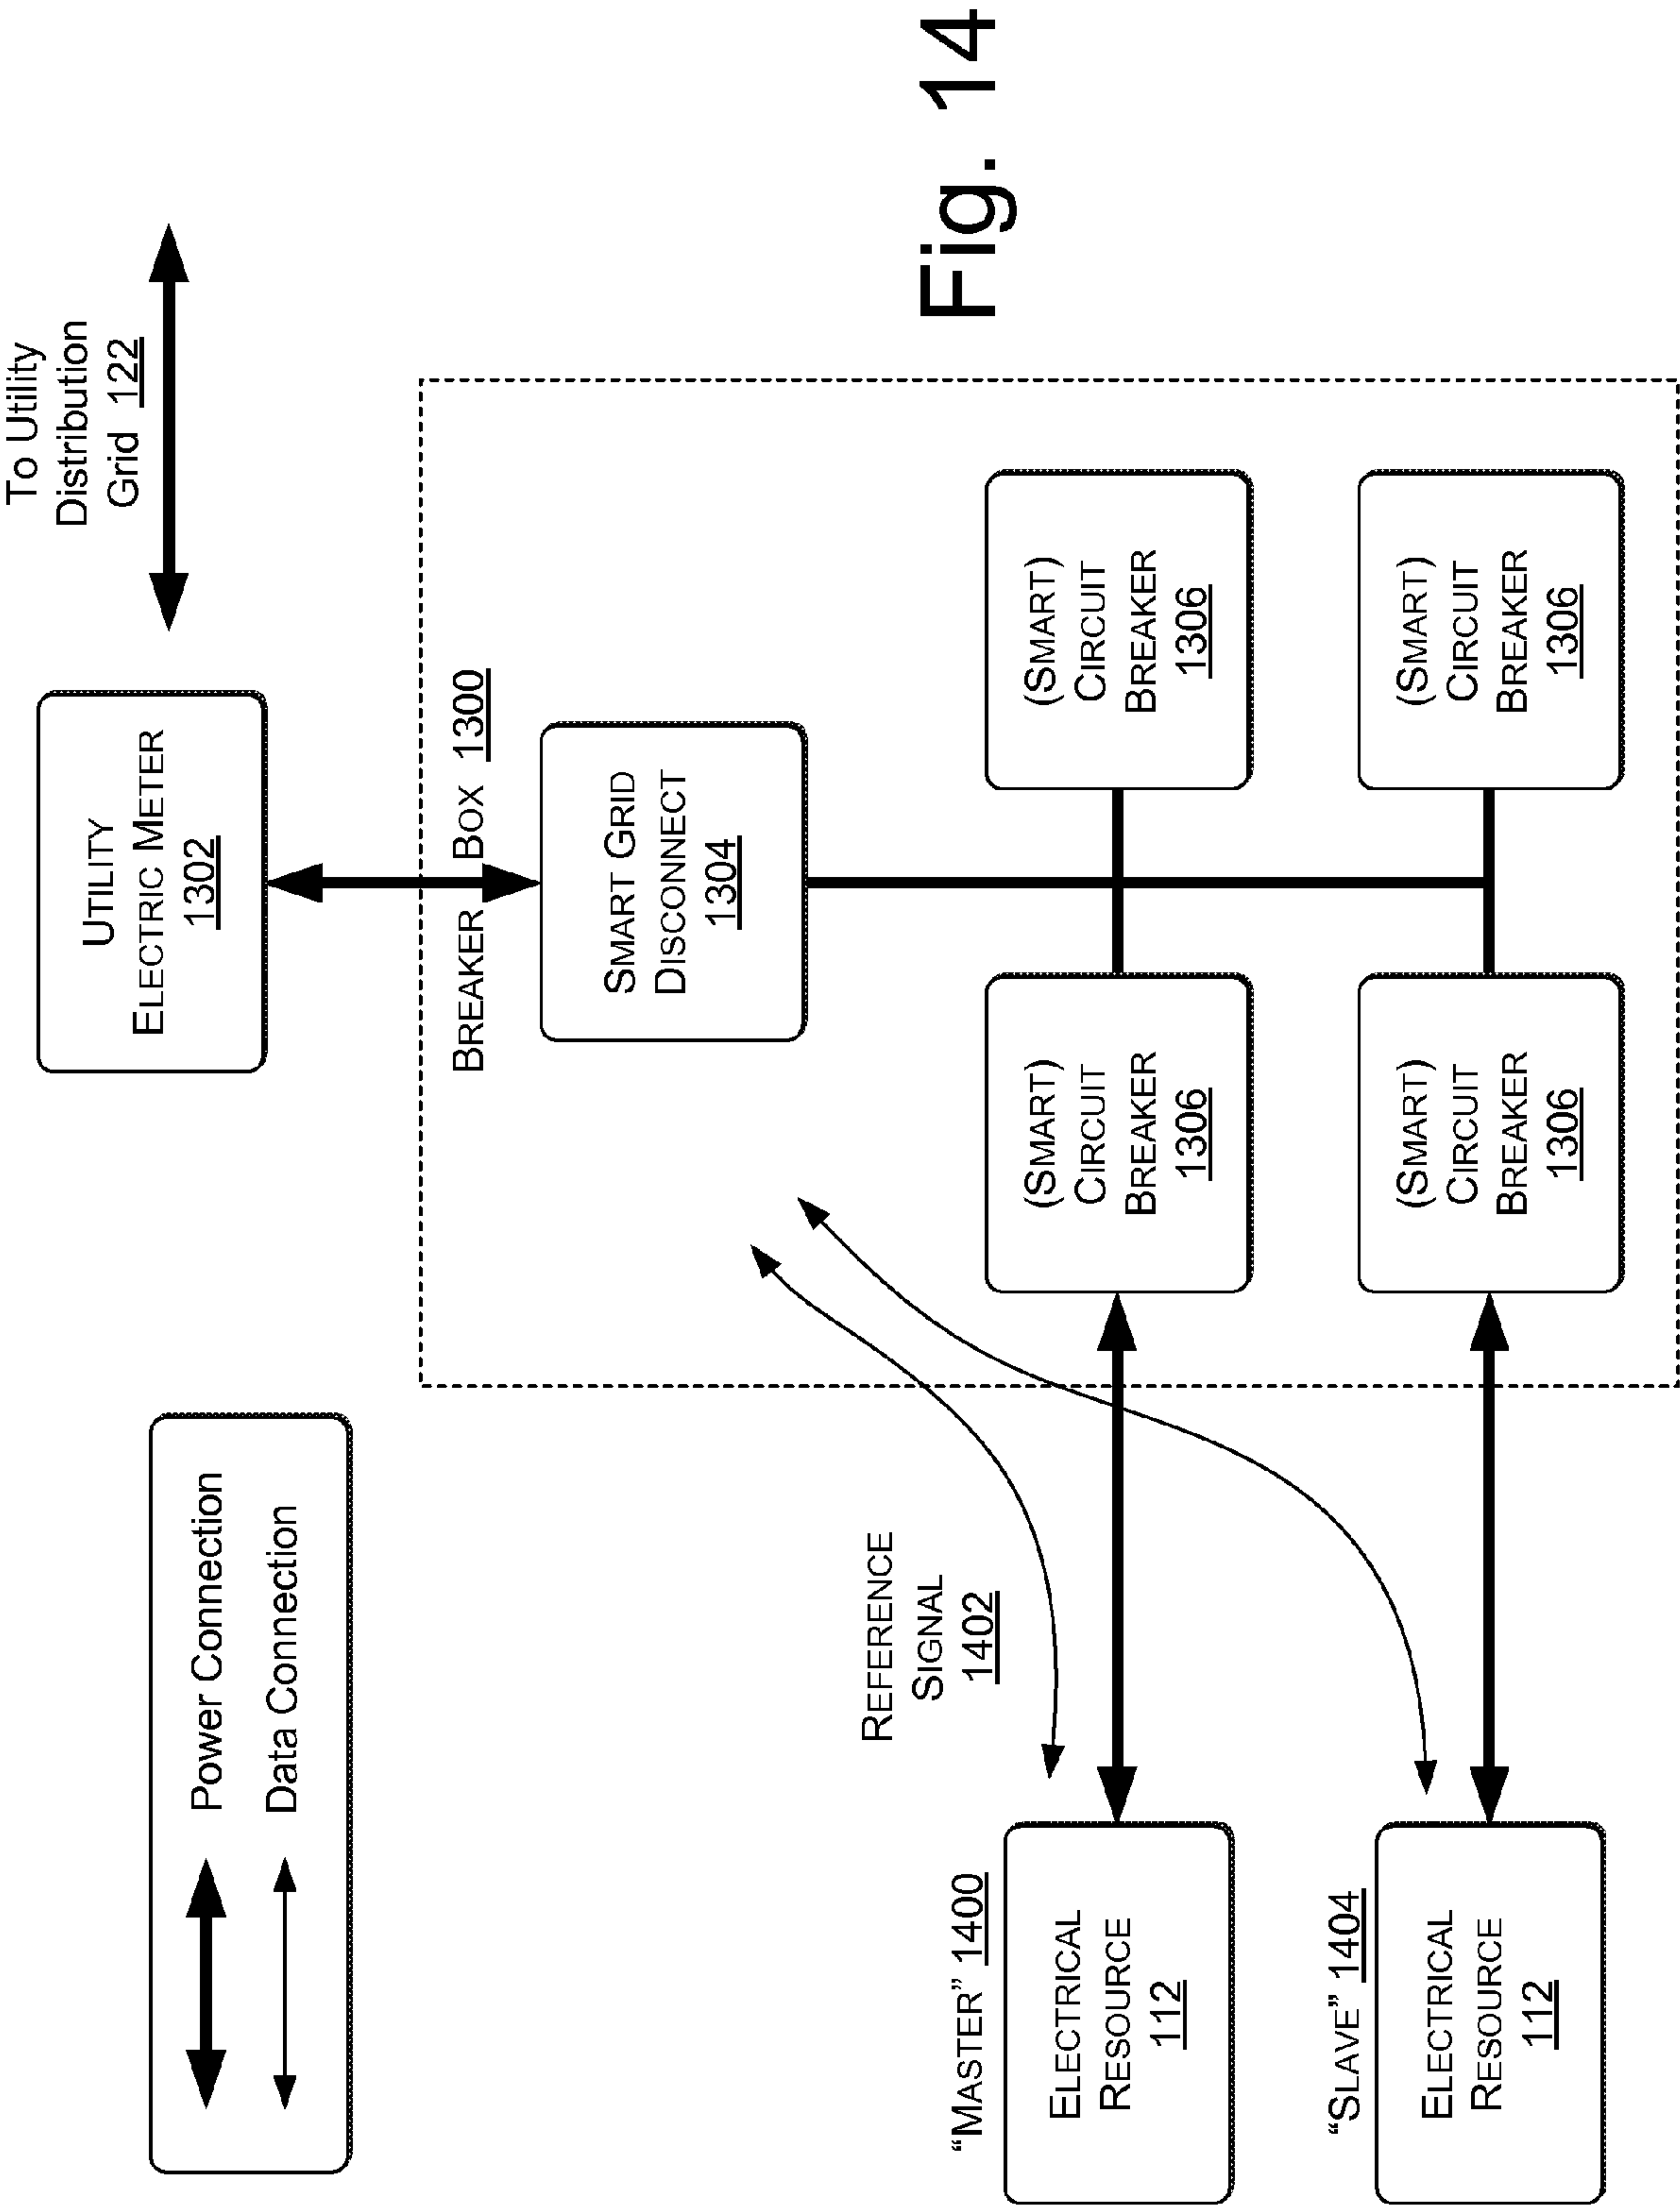 Power Connection
Data Connection
UTILITY
ELECTRIC METER
1302
To UTILITY
DISTRIBUTION
Grid 122
BREAKER BOX 1300
SMART GRID
DISCONNECT
1304
REFERENCE
SIGNAL
1402
"MASTER" 1400
ELECTRICAL
RESOURCE
112
(SMART)
CIRCUIT
BREAKER
1306
(SMART)
CIRCUIT
BREAKER
1306
"SLAVE" 1404
ELECTRICAL
RESOURCE
112
(SMART)
CIRCUIT
BREAKER
1306
(SMART)
CIRCUIT
BREAKER
1306
Fig. 14